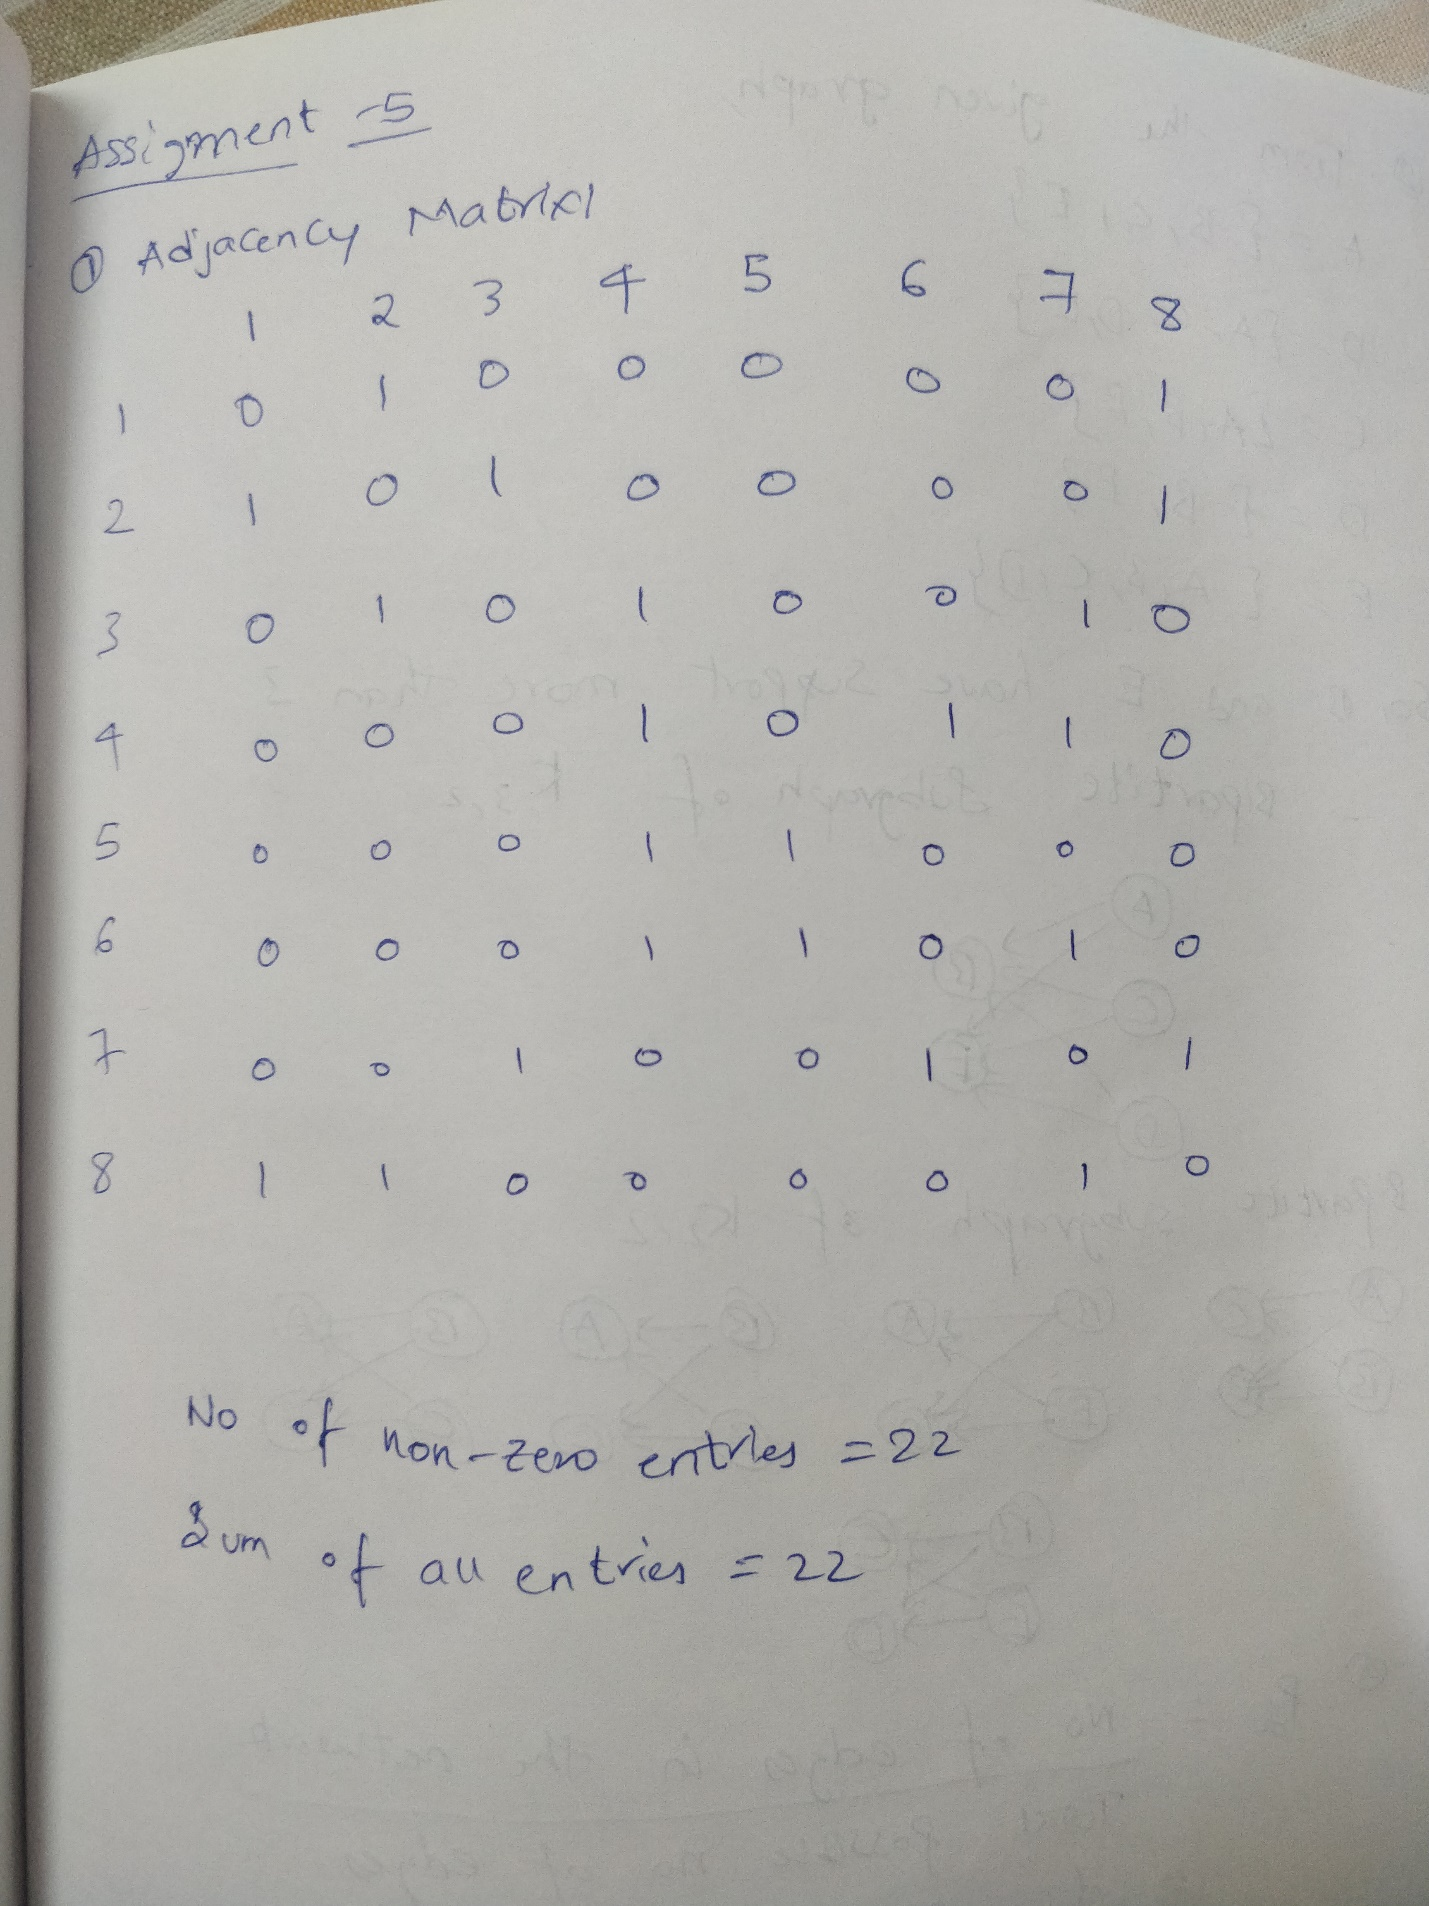 Assigment -5
① Adjacency Matrix
1 2 3 4 5 6 7 8
1 0 1 0 0 0 0 0 1
2 1 0 1 0 0 0 0 1
3 0 1 0 1 0 0 1 0
4 0 0 0 1 0 1 1 0
5 0 0 0 1 1 0 0 0
6 0 0 0 1 1 0 1 0
7 0 0 1 0 0 1 0 1
8 1 1 0 0 0 0 1 0
No of non-zero entries = 22
Sum of all entries = 22